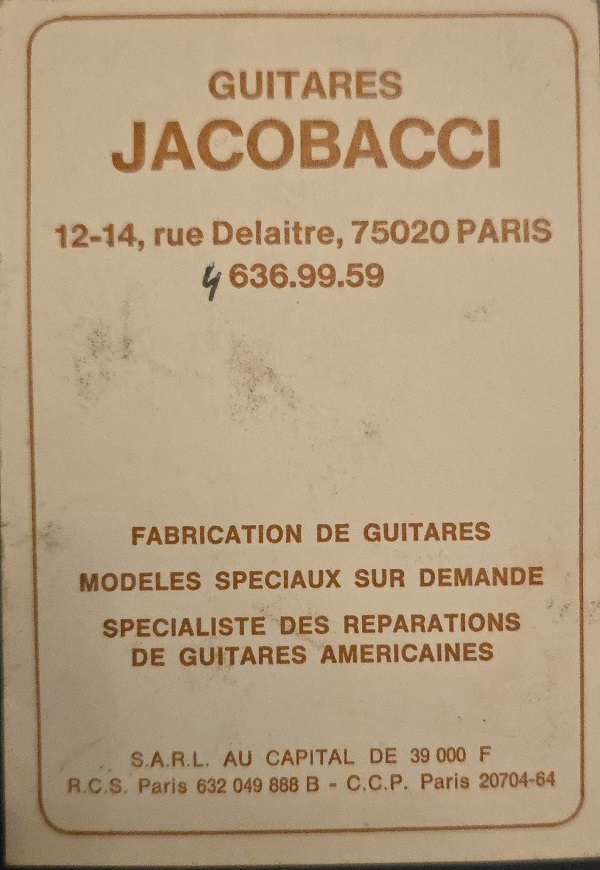 GUITARES
JACOBACCI
12-14, rue Delaitre, 75020 PARIS
4 636.99.59
FABRICATION DE GUITARES
MODELES SPECIAUX SUR DEMANDE
SPECIALISTE DES REPARATIONS
DE GUITARES AMERICAINES
S.A.R.L. AU CAPITAL DE 39 000 F
R.C.S. Paris 632 049 888 B - C.C.P. Paris 20704-64